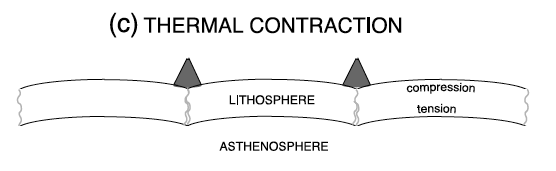 (c) THERMAL CONTRACTION
compression
LITHOSPHERE
tension
ASTHENOSPHERE